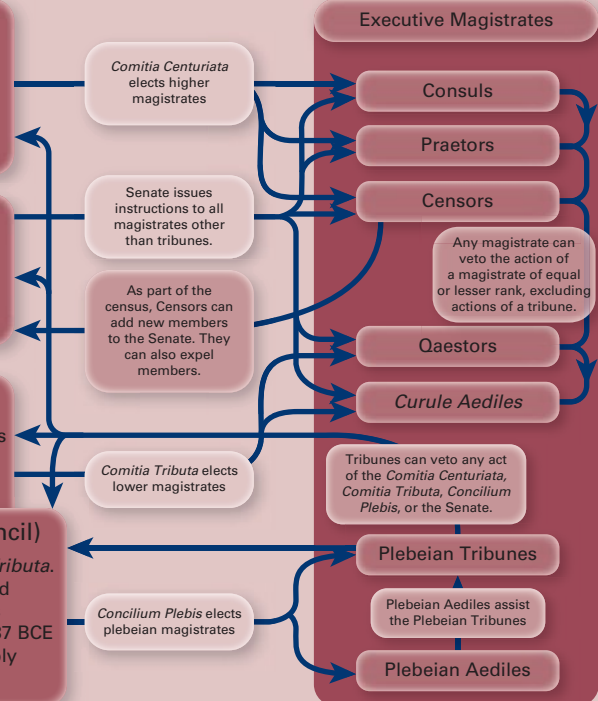 Executive Magistrates
Comitia Centuriata
elects higher
magistrates
Consuls
Praetors
Senate issues
instructions to all
magistrates other
than tribunes.
Censors
Any magistrate can
veto the action of
a magistrate of equal
or lesser rank, excluding
actions of a tribune.
As part of the
census, Censors can
add new members
to the Senate. They
can also expel
members.
Qaestors
Curule Aediles
s
Comitia Tributa elects
lower magistrates
Tribunes can veto any act
of the Comitia Centuriata,
Comitia Tributa, Concilium
Plebis, or the Senate.
ncil)
ributa.
d
37 BCE
ly
Plebeian Tribunes
Concilium Plebis elects
plebeian magistrates
Plebeian Aediles assist
the Plebeian Tribunes
Plebeian Aediles